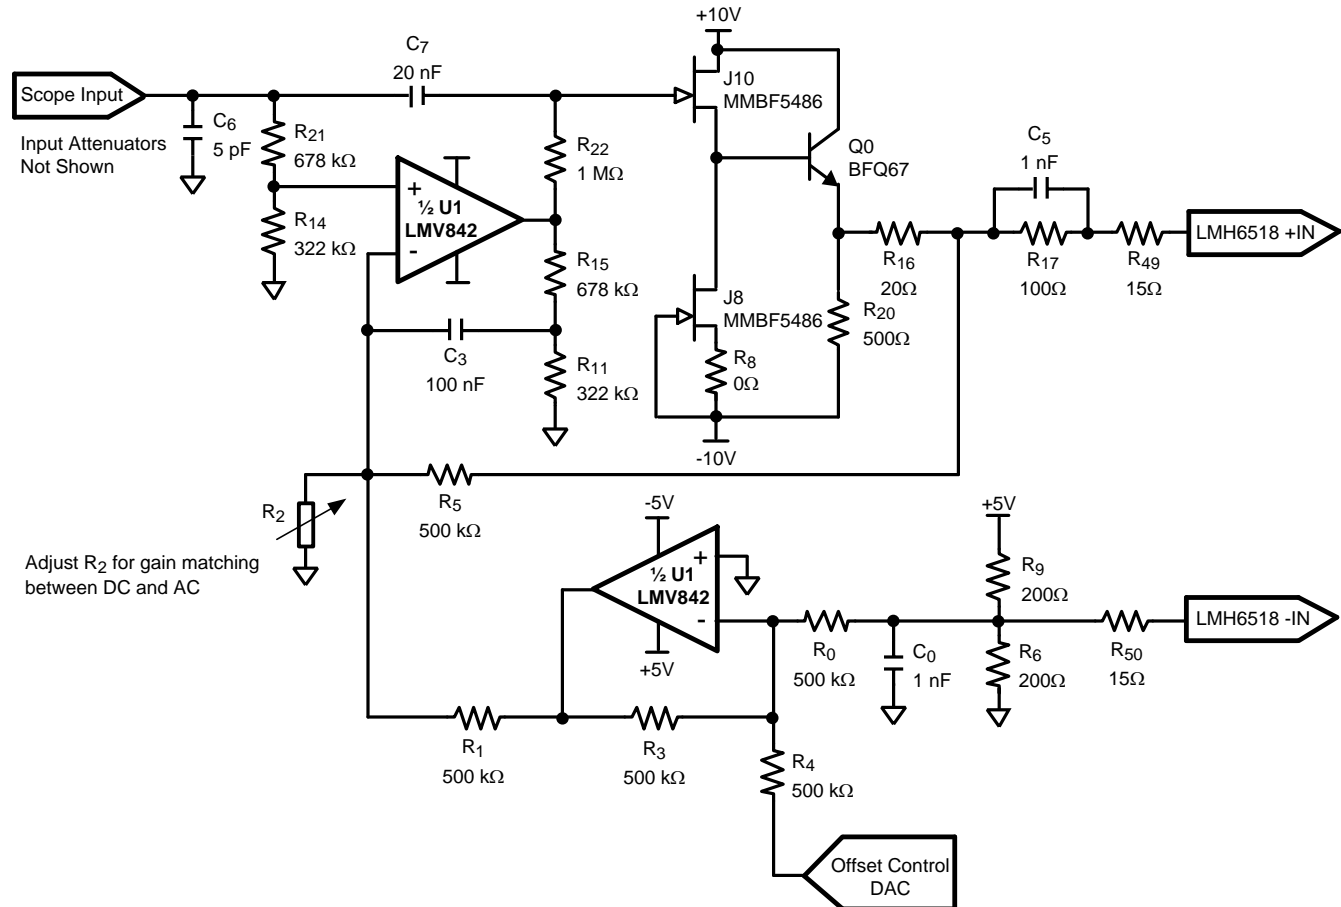 +10V
C7
20 nF
Scope Input
J10
MMBF5486
C6
5 pF
Input Attenuators
Not Shown
R21
678 kΩ
R22
1 MΩ
Q0
BFQ67
C5
1 nF
+
½ U1
LMV842
-
R14
322 kΩ
R15
678 kΩ
R16
20Ω
R17
100Ω
R49
15Ω
LMH6518 +IN
J8
MMBF5486
R20
500Ω
C3
100 nF
R11
322 kΩ
R8
0Ω
-10V
R2
R5
500 kΩ
-5V
+5V
Adjust R2 for gain matching
between DC and AC
+
½ U1
LMV842
-
+5V
R9
200Ω
R0
500 kΩ
C0
1 nF
R6
200Ω
R50
15Ω
LMH6518 -IN
R1
500 kΩ
R3
500 kΩ
R4
500 kΩ
Offset Control
DAC